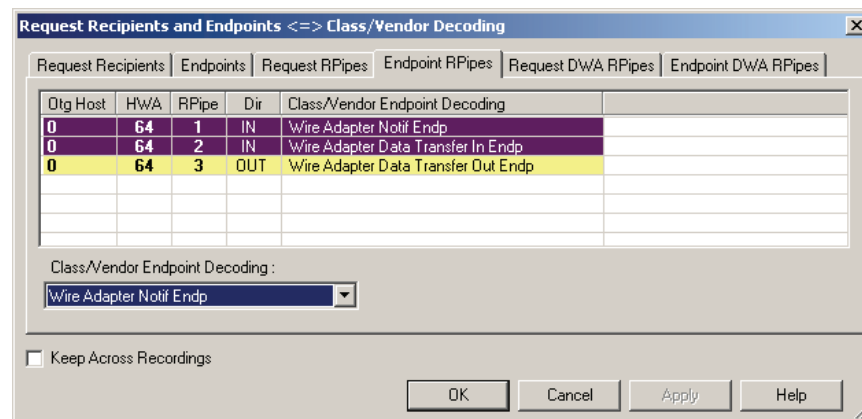 Request Recipients and Endpoints <=> Class/Vendor Decoding
Request Recipients Endpoints Request RPipes Endpoint RPipes Request DWA RPipes Endpoint DWA RPipes
Otg Host HWA RPipe Dir Class/Vendor Endpoint Decoding
0 64 1 IN Wire Adapter Notif Endp
0 64 2 IN Wire Adapter Data Transfer In Endp
0 64 3 OUT Wire Adapter Data Transfer Out Endp
Class/Vendor Endpoint Decoding :
Wire Adapter Notif Endp
Keep Across Recordings
OK Cancel Apply Help